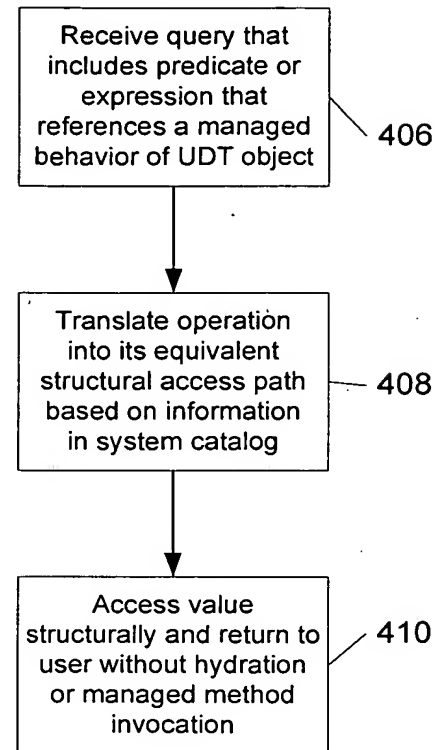 Receive query that
includes predicate or
expression that
references a managed
behavior of UDT object
406
Translate operation
into its equivalent
structural access path
based on information
in system catalog
408
Access value
structurally and return to
user without hydration
or managed method
invocation
410